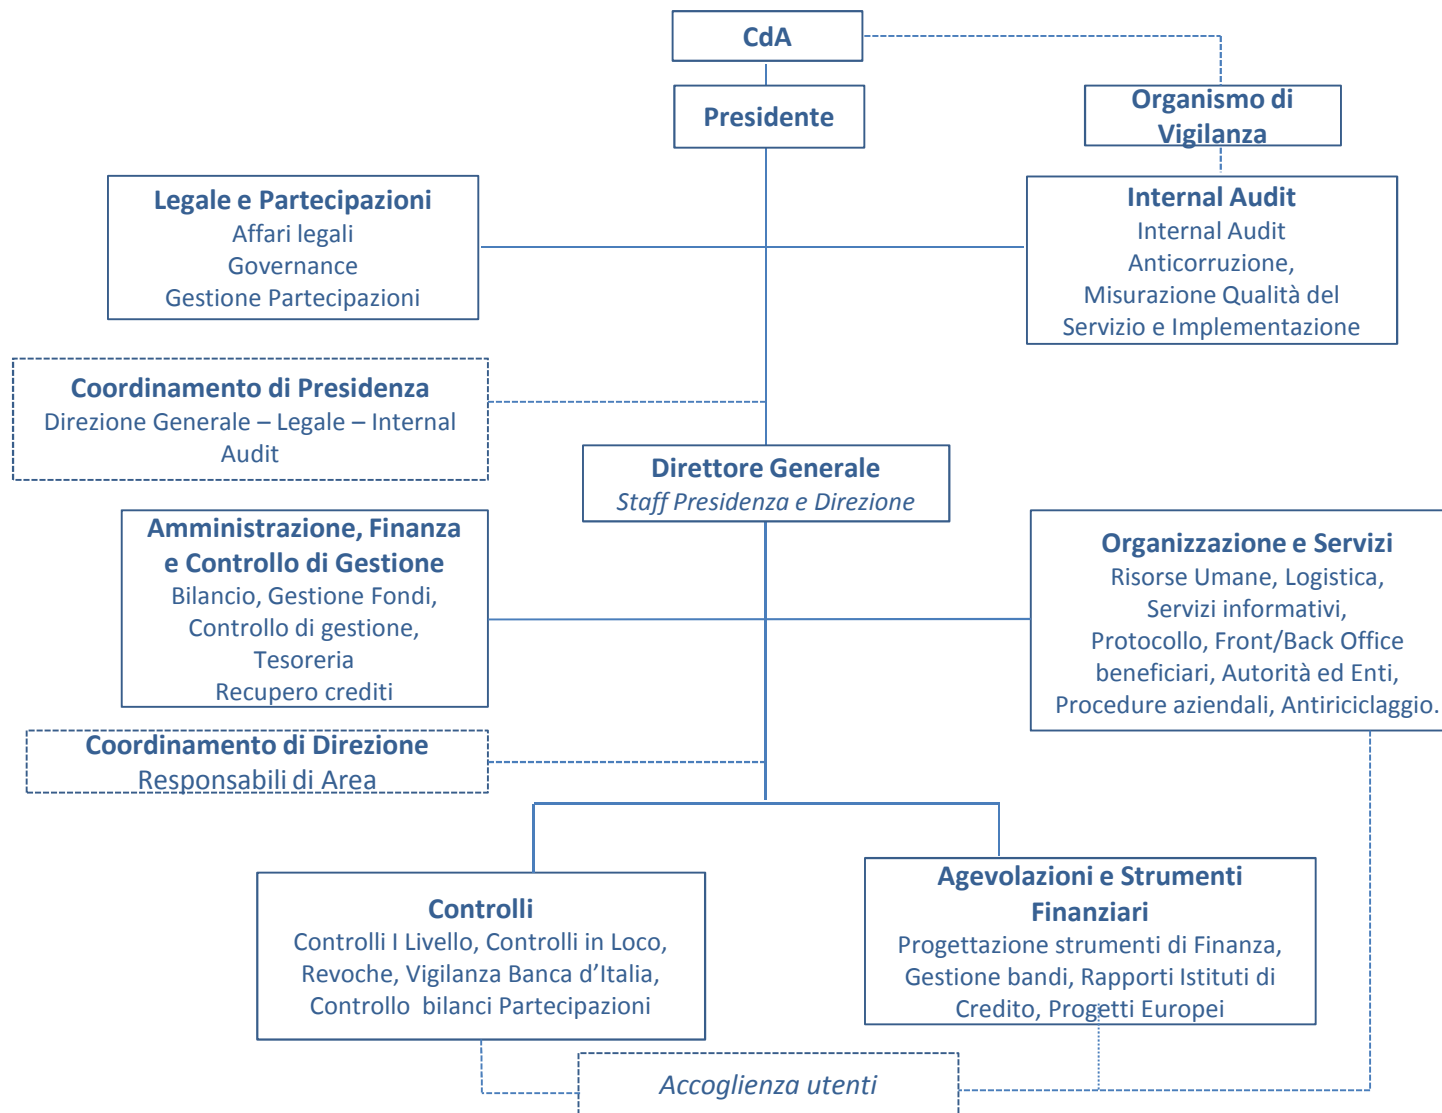 CdA
Presidente
Organismo di
Vigilanza
Legale e Partecipazioni
Affari legali
Governance
Gestione Partecipazioni
Internal Audit
Internal Audit
Anticorruzione,
Misurazione Qualità del
Servizio e Implementazione
Coordinamento di Presidenza
Direzione Generale – Legale – Internal
Audit
Direttore Generale
Staff Presidenza e Direzione
Amministrazione, Finanza
e Controllo di Gestione
Bilancio, Gestione Fondi,
Controllo di gestione,
Tesoreria
Recupero crediti
Organizzazione e Servizi
Risorse Umane, Logistica,
Servizi informativi,
Protocollo, Front/Back Office
beneficiari, Autorità ed Enti,
Procedure aziendali, Antiriciclaggio.
Coordinamento di Direzione
Responsabili di Area
Controlli
Controlli I Livello, Controlli in Loco,
Revoche, Vigilanza Banca d’Italia,
Controllo  bilanci Partecipazioni
Agevolazioni e Strumenti
Finanziari
Progettazione strumenti di Finanza,
Gestione bandi, Rapporti Istituti di
Credito, Progetti Europei
Accoglienza utenti